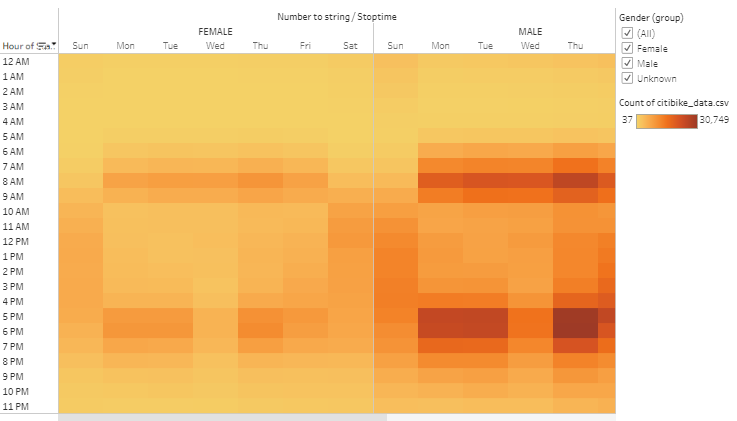 Number to string / Stoptime
FEMALE MALE
Sun Mon Tue Wed Thu Fri Sat Sun Mon Tue Wed Thu
12 AM
1 AM
2 AM
3 AM
4 AM
5 AM
6 AM
7 AM
8 AM
9 AM
10 AM
11 AM
12 PM
1 PM
2 PM
3 PM
4 PM
5 PM
6 PM
7 PM
8 PM
9 PM
10 PM
11 PM
Hour of
Gender (group)
(All)
Female
Male
Unknown
Count of citibike_data.csv
37 30,749